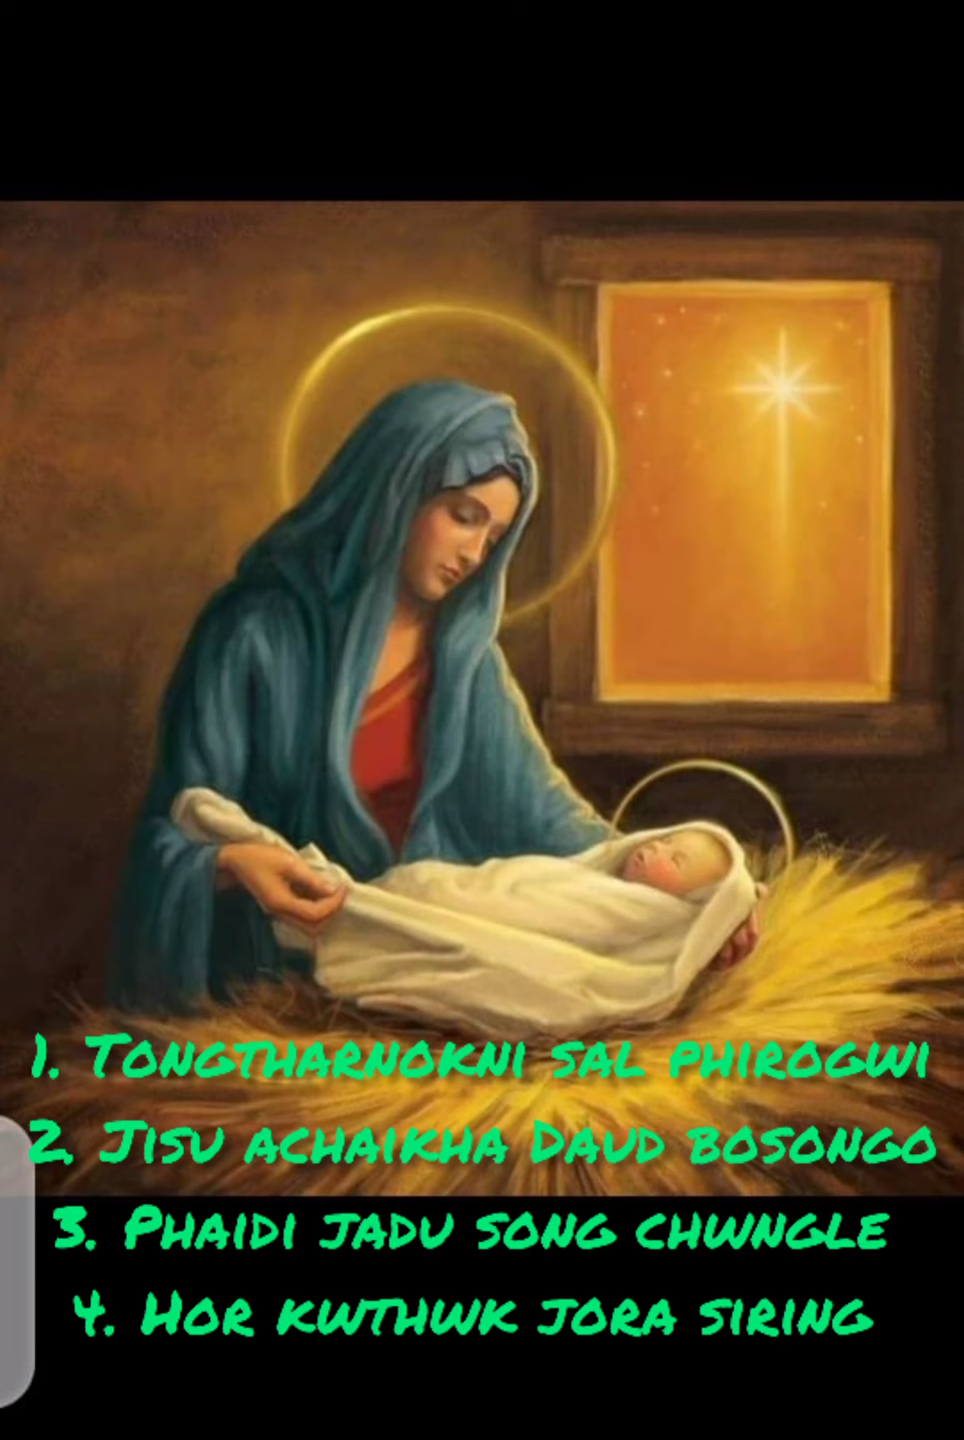 1. Tongtharnokni sal phirogwi
2. Jisu achaikha Daud bosongo
3. Phaidi jadu song chwngle
4. Hor kwthwk jora siring